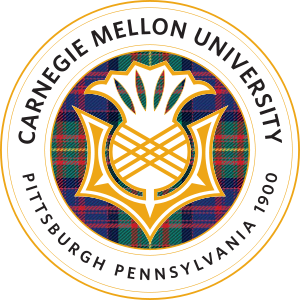 CARNEGIE MELLON UNIVERSITY
PITTSBURGH PENNSYLVANIA 1900